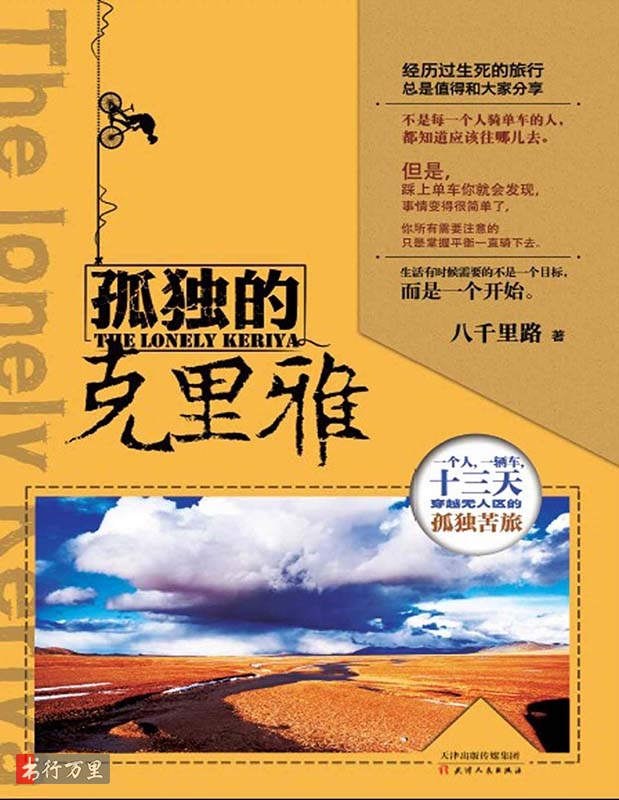 The lonely Keriya
经历过生死的旅行
总是值得和大家分享
不是每一个人骑单车的人，
都知道应该往哪儿去。
但是，
踩上单车你就会发现，
事情变得很简单了，
你所有需要注意的
只是掌握平衡一直骑下去。
生活有时候需要的不是一个目标，
而是一个开始。
八千里路 著
孤独的
THE LONELY KERIYA
克里雅
一个人，一辆车，
十三天
穿越无人区的
孤独苦旅
天津出版传媒集团
天津人民出版社
书行万里